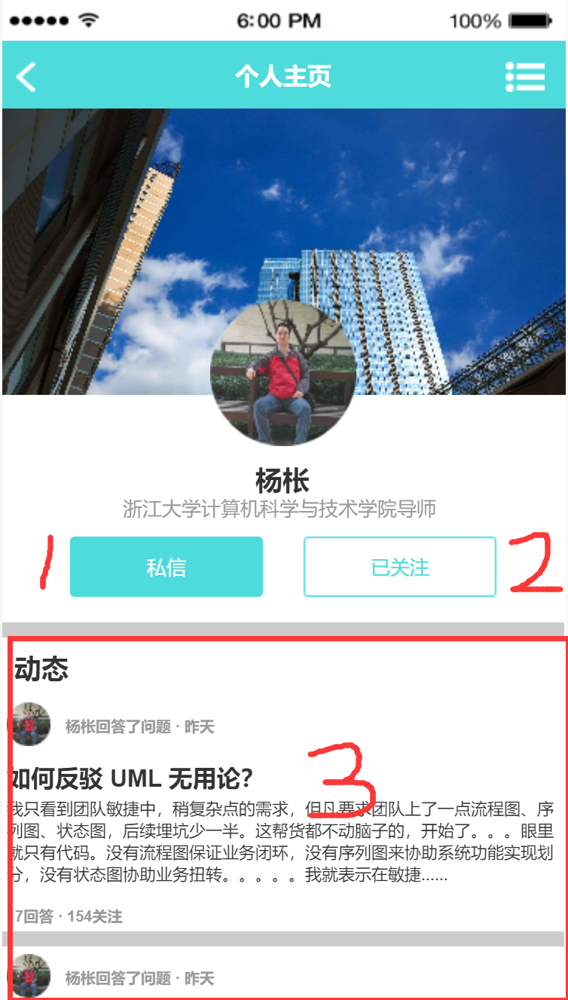 6:00 PM 100%
个人主页
杨枨
浙江大学计算机科学与技术学院导师
1 私信 已关注 2
动态
杨枨回答了问题 · 昨天
3
如何反驳 UML 无用论？
我只看到团队敏捷中，稍复杂点的需求，但凡要求团队上了一点流程图、序
列图、状态图，后续埋坑少一半。这帮货都不动脑子的，开始了。。。眼里
就只有代码。没有流程图保证业务闭环，没有序列图来协助系统功能实现划
分，没有状态图协助业务扭转。。。。。我就表示在敏捷......
7回答 · 154关注
杨枨回答了问题 · 昨天